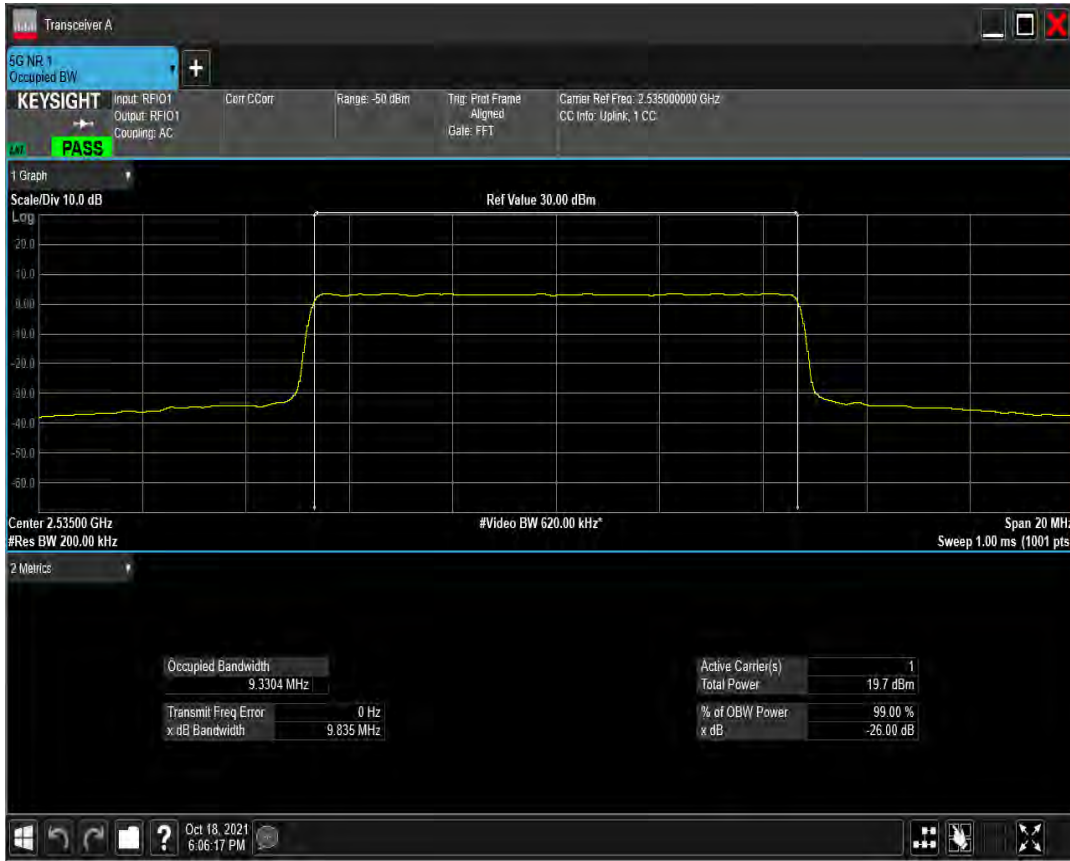 Transceiver A
5G NR 1
Occupied BW
+
KEYSIGHT
Input: RFIO1
Output: RFIO1
Coupling: AC
Corr CCorr
Range: -50 dBm
Trig: Prot Frame
Aligned
Gate: FFT
Carrier Ref Freq: 2.535000000 GHz
CC Info: Uplink, 1 CC
PASS
1 Graph
Scale/Div 10.0 dB
Ref Value 30.00 dBm
Log
20.0
10.0
0.00
-10.0
-20.0
-30.0
-40.0
-50.0
-60.0
Center 2.53500 GHz
#Video BW 620.00 kHz*
Span 20 MHz
#Res BW 200.00 kHz
Sweep 1.00 ms (1001 pts
2 Metrics
Occupied Bandwidth
9.3304 MHz
Transmit Freq Error 0 Hz
x dB Bandwidth 9.835 MHz
Active Carrier(s) 1
Total Power 19.7 dBm
% of OBW Power 99.00 %
x dB -26.00 dB
?
Oct 18, 2021
6:06:17 PM